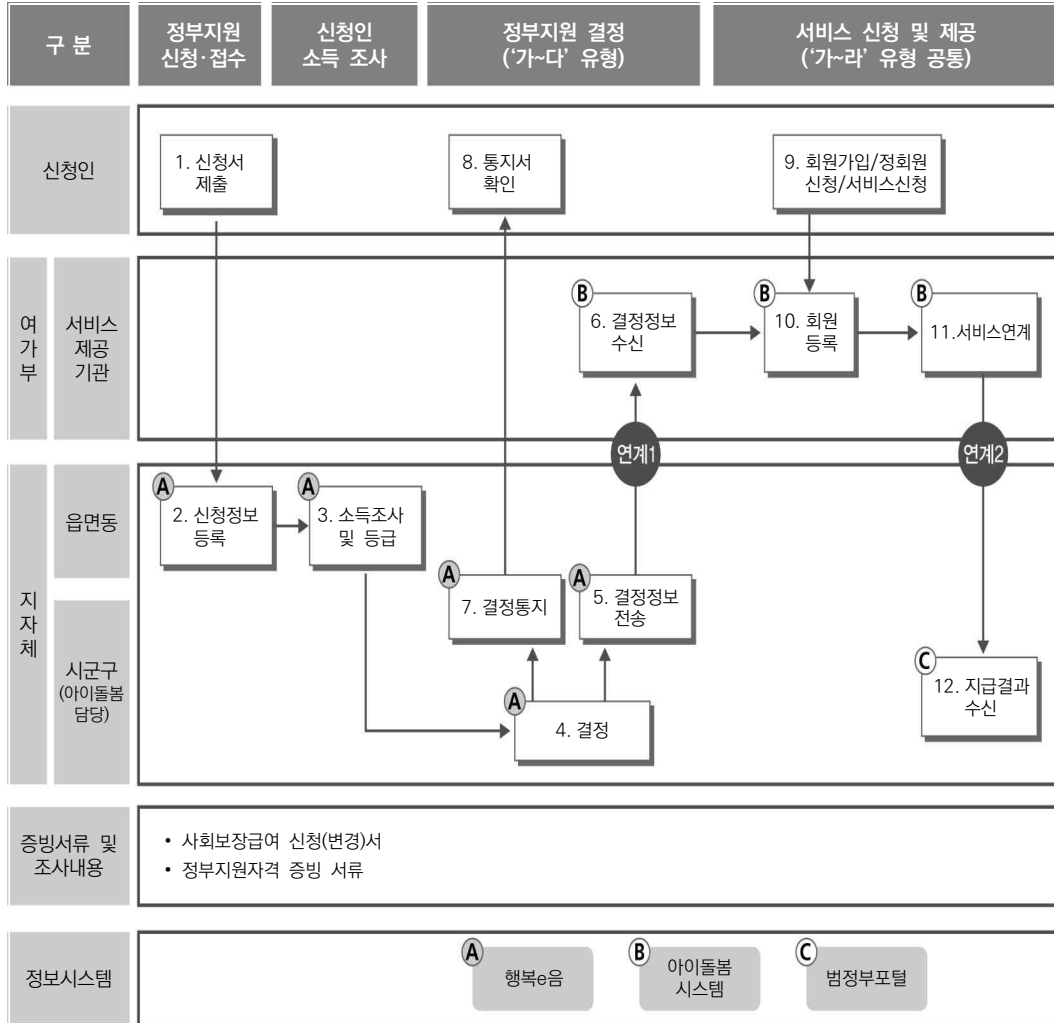 구 분
정부지원
신청·접수
신청인
소득 조사
정부지원 결정
('가~다' 유형)
서비스 신청 및 제공
('가~라' 유형 공통)
신청인
1. 신청서
제출
8. 통지서
확인
9. 회원가입/정회원
신청/서비스신청
여
가
부
서비스
제공
기관
B
6. 결정정보
수신
B
10. 회원
등록
B
11.서비스연계
연계1
연계2
지
자
체
읍면동
A
2. 신청정보
등록
A
3. 소득조사
및 등급
A
7. 결정통지
A
5. 결정정보
전송
시군구
(아이돌봄
담당)
A
4. 결정
C
12. 지급결과
수신
증빙서류 및
조사내용
• 사회보장급여 신청(변경)서
• 정부지원자격 증빙 서류
정보시스템
A
행복e음
B
아이돌봄
시스템
C
범정부포털